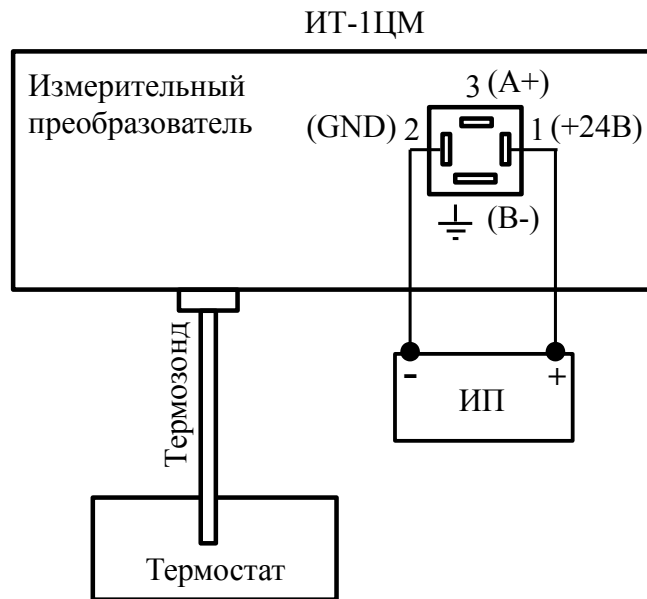 ИТ-1ЦМ
Измерительный
преобразователь
3 (А+)
(GND) 2
1 (+24В)
(В-)
Термозонд
- ИП +
Термостат